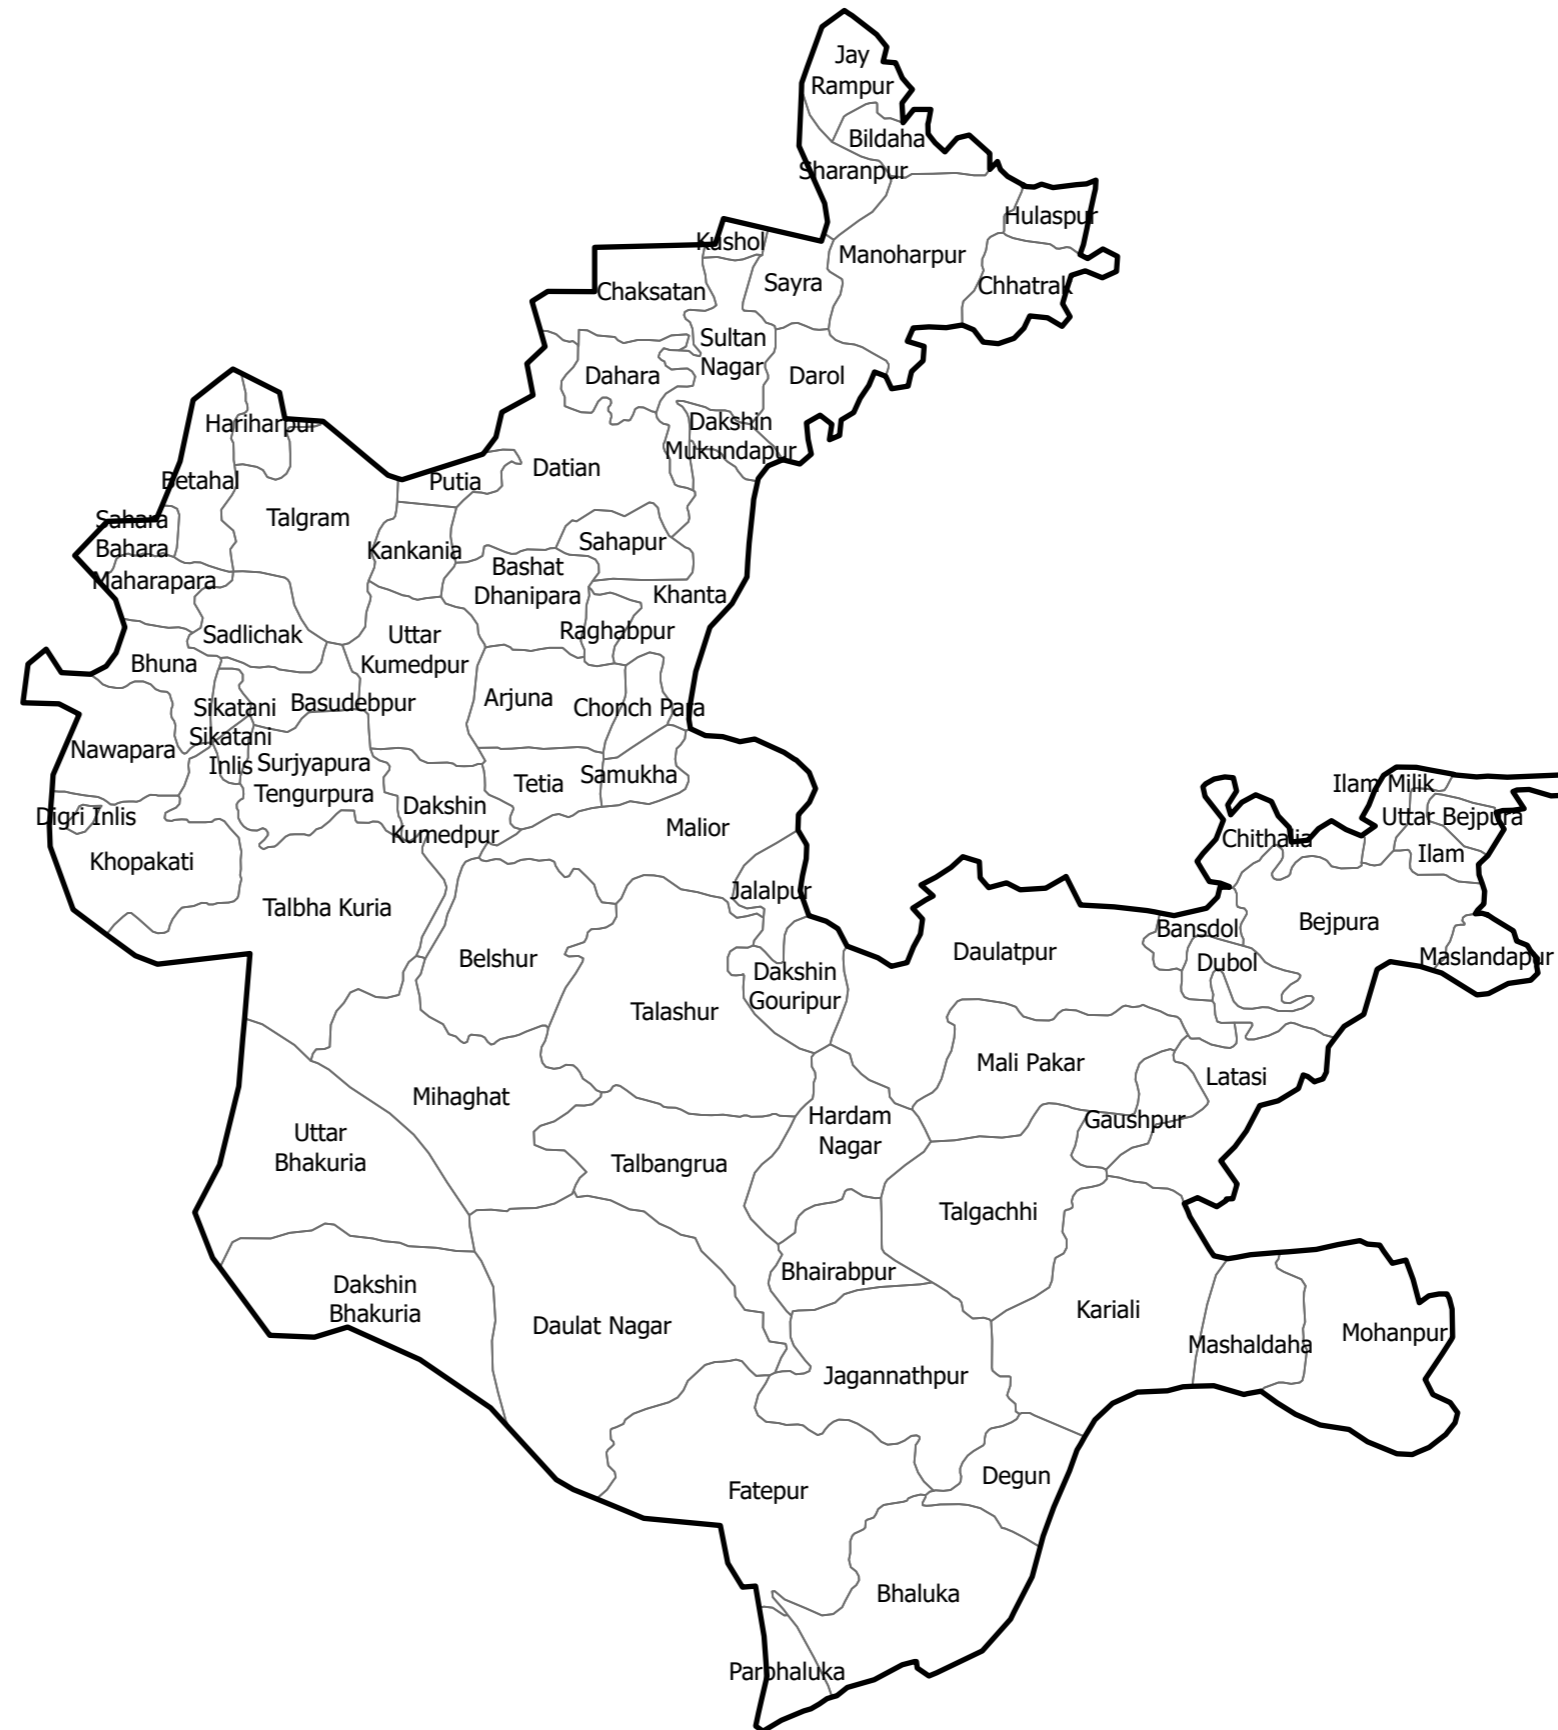 Jay
Rampur
Bildaha
Sharanpur
Hulaspur
Kushol
Manoharpur
Sayra
Chhatrak
Chaksatan
Sultan
Nagar
Dahara
Darol
Hariharpur
Dakshin
Mukundapur
Datian
Betahal
Putia
Talgram
Sahara
Bahara
Kankania
Sahapur
Bashat
Dhanipara
Maharapara
Khanta
Raghabpur
Sadlichak
Uttar
Kumedpur
Bhuna
Arjuna
Basudebpur
Sikatani
Chonch Para
Sikatani
Inlis
Nawapara
Surjyapura
Tengurpura
Tetia
Samukha
Dakshin
Kumedpur
Digri Inlis
Malior
Khopakati
Ilam Milik
Uttar Bejpura
Chithalia
Ilam
Jalalpur
Talbha Kuria
Bejpura
Bansdol
Daulatpur
Belshur
Maslandapur
Dubol
Dakshin
Gouripur
Talashur
Mali Pakar
Latasi
Mihaghat
Hardam
Nagar
Gaushpur
Uttar
Bhakuria
Talbangrua
Talgachhi
Bhairabpur
Dakshin
Bhakuria
Kariali
Daulat Nagar
Mohanpur
Mashaldaha
Jagannathpur
Degun
Fatepur
Bhaluka
Parbhaluka